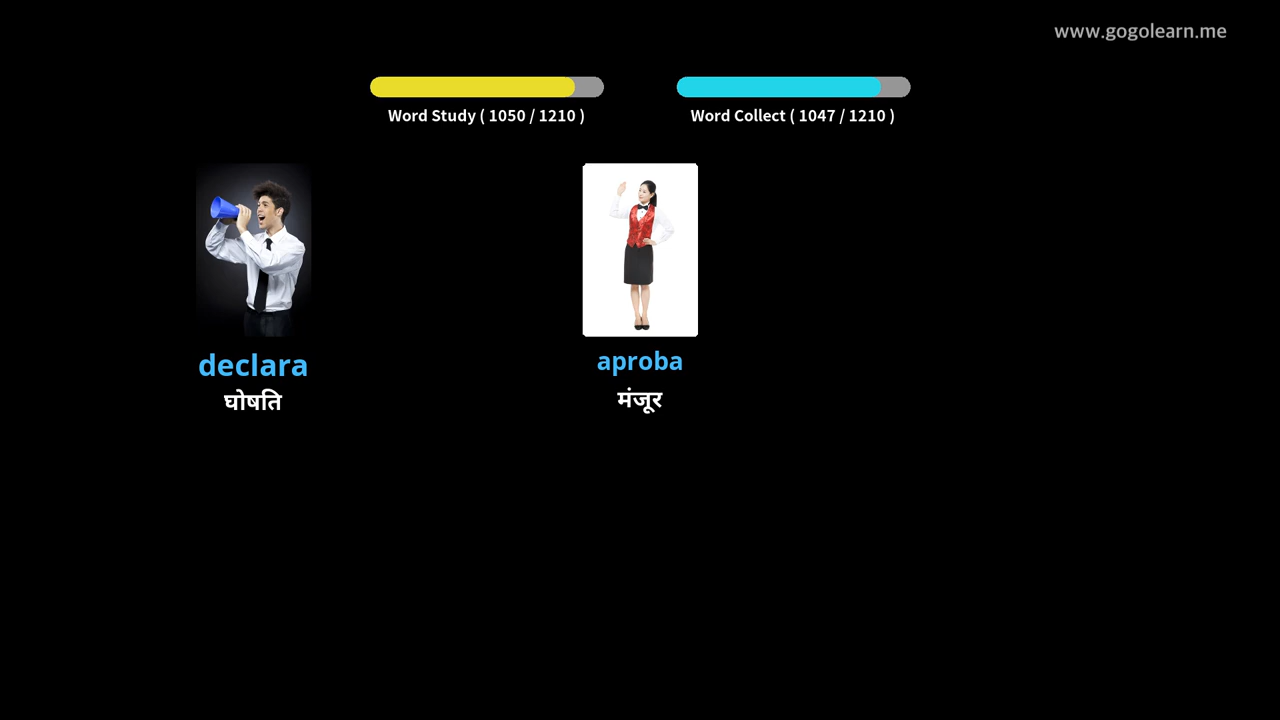 www.gogolearn.me
Word Study ( 1050 / 1210 )
Word Collect ( 1047 / 1210 )
declara
घोषति
aproba
मंजूर